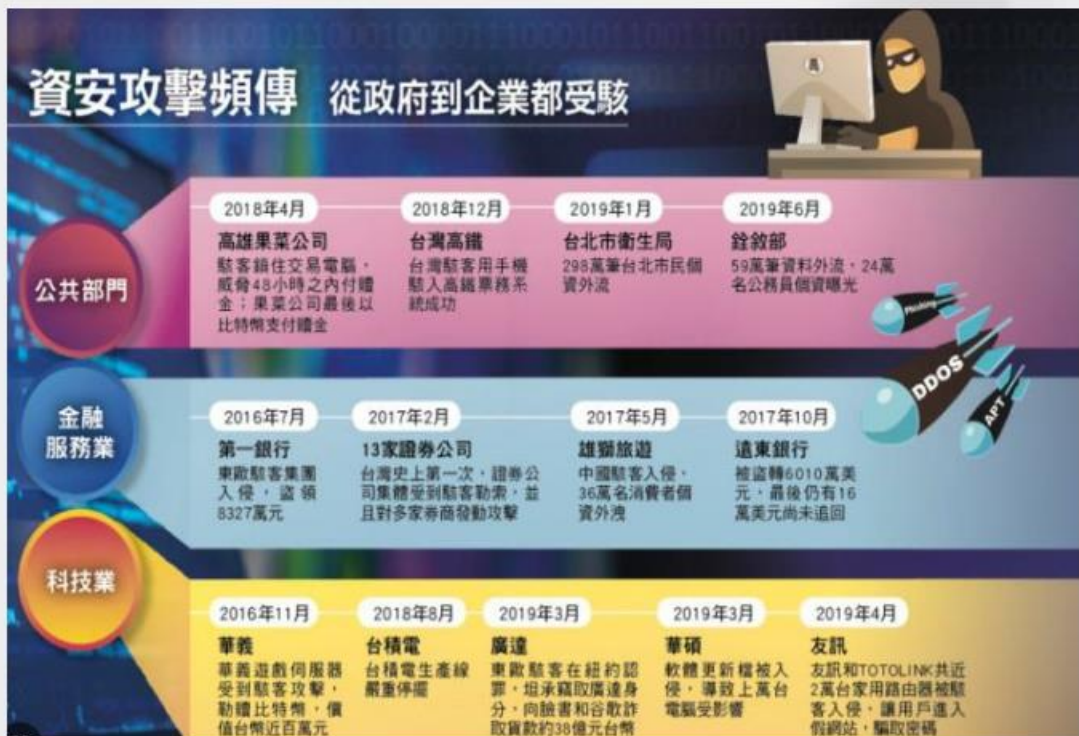 資安攻擊頻傳 從政府到企業都受駭
公共部門
2018年4月
高雄果菜公司
駭客鎖住交易電腦，
威脅48小時之內付贖
金；果菜公司最後以
比特幣支付贖金
2018年12月
台灣高鐵
台灣駭客用手機
駭入高鐵票務系
統成功
2019年1月
台北市衛生局
298萬筆台北市民個
資外流
2019年6月
銓敘部
59萬筆資料外流，24萬
名公務員個資曝光
Phishing
DDOS
APT
金融
服務業
2016年7月
第一銀行
東歐駭客集團
入侵，盜領
8327萬元
2017年2月
13家證券公司
台灣史上第一次，證券公
司集體受到駭客勒索，並
且對多家券商發動攻擊
2017年5月
雄獅旅遊
中國駭客入侵，
36萬名消費者個
資外洩
2017年10月
遠東銀行
被盜轉6010萬美
元，最後仍有16
萬美元尚未追回
科技業
2016年11月
華義
華義遊戲伺服器
受到駭客攻擊，
勒贖比特幣，價
值台幣近百萬元
2018年8月
台積電
台積電生產線
嚴重停擺
2019年3月
廣達
東歐駭客在紐約認
罪，坦承竊取廣達身
分，向臉書和谷歌詐
取貨款約38億元台幣
2019年3月
華碩
軟體更新檔被入
侵，導致上萬台
電腦受影響
2019年4月
友訊
友訊和TOTOLINK共近
2萬台家用路由器被駭
客入侵，讓用戶進入
假網站，騙取密碼